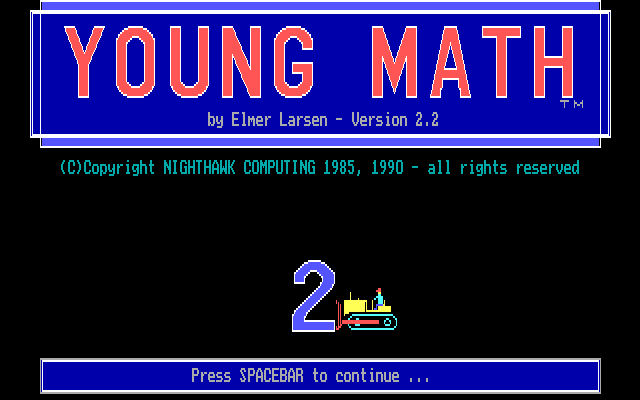 YOUNG MATH
TM
by Elmer Larsen - Version 2.2
(C)Copyright NIGHTHAWK COMPUTING 1985, 1990 - all rights reserved
2
Press SPACEBAR to continue ...